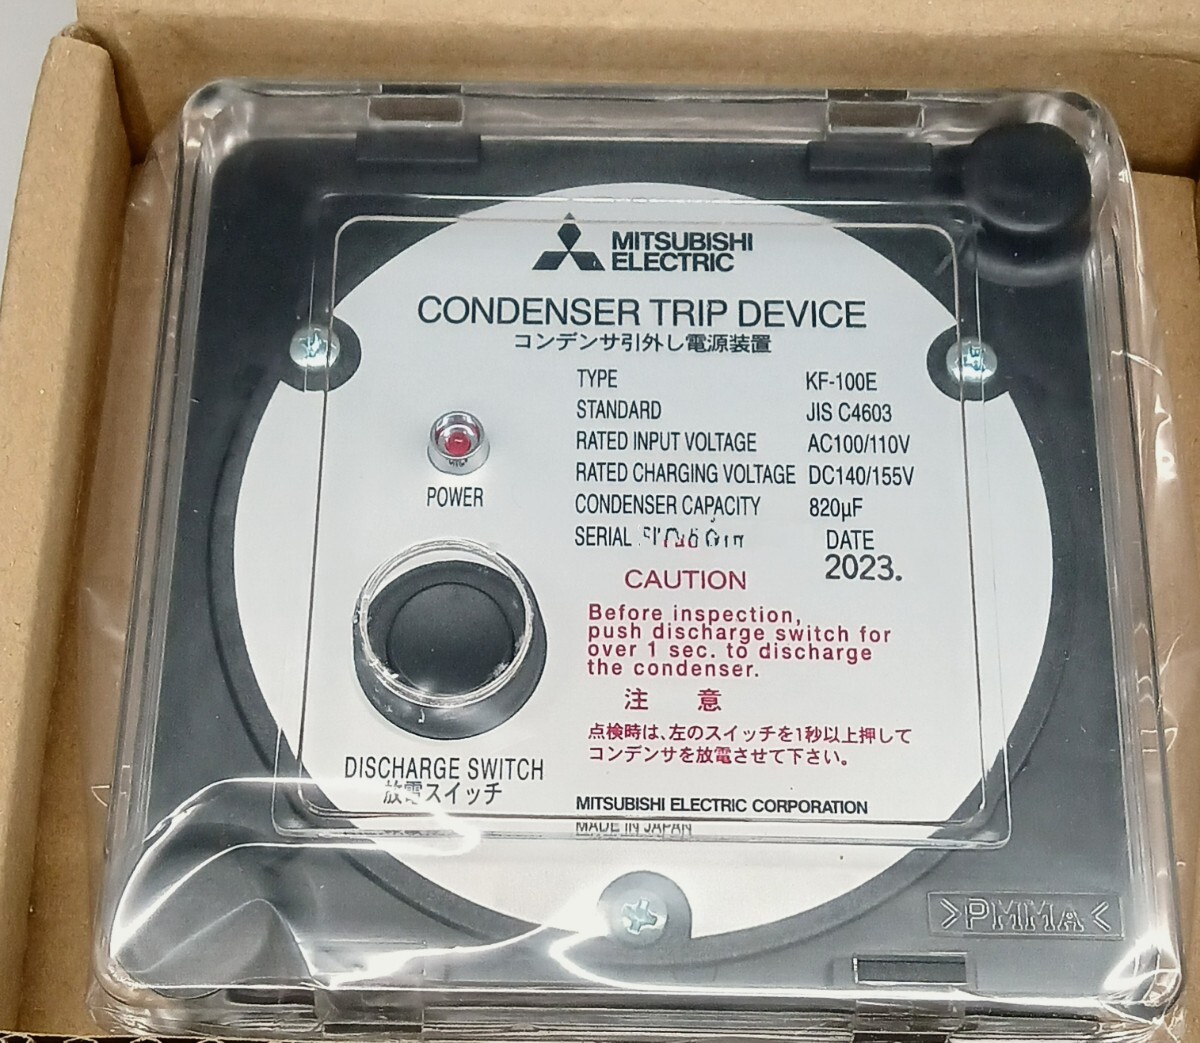 MITSUBISHI
ELECTRIC
CONDENSER TRIP DEVICE
コンデンサ引外し電源装置
TYPE KF-100E
STANDARD JIS C4603
RATED INPUT VOLTAGE AC100/110V
RATED CHARGING VOLTAGE DC140/155V
CONDENSER CAPACITY 820μF
SERIAL DATE
2023.
POWER
CAUTION
Before inspection,
push discharge switch for
over 1 sec. to discharge
the condenser.
注 意
点検時は、左のスイッチを1秒以上押して
コンデンサを放電させて下さい。
DISCHARGE SWITCH
放電スイッチ
MITSUBISHI ELECTRIC CORPORATION
MADE IN JAPAN
>PMMA<